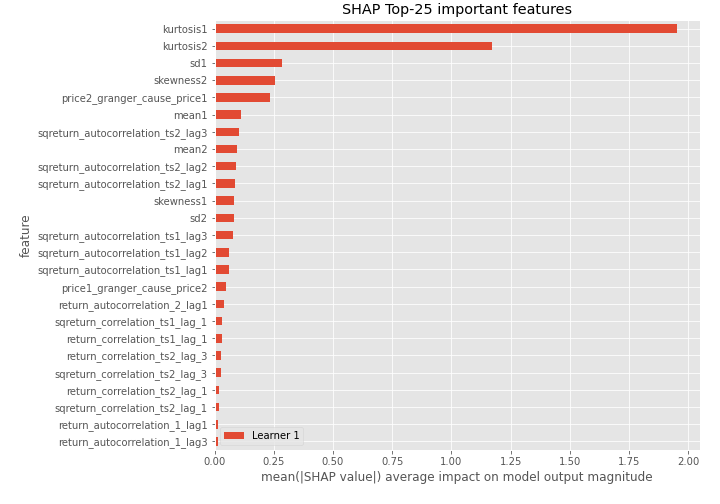 SHAP Top-25 important features
kurtosis1
kurtosis2
sd1
skewness2
price2_granger_cause_price1
mean1
sqreturn_autocorrelation_ts2_lag3
mean2
sqreturn_autocorrelation_ts2_lag2
sqreturn_autocorrelation_ts2_lag1
skewness1
sd2
sqreturn_autocorrelation_ts1_lag3
sqreturn_autocorrelation_ts1_lag2
sqreturn_autocorrelation_ts1_lag1
price1_granger_cause_price2
return_autocorrelation_2_lag1
sqreturn_correlation_ts1_lag_1
return_correlation_ts1_lag_1
return_correlation_ts2_lag_3
sqreturn_correlation_ts2_lag_3
return_correlation_ts2_lag_1
sqreturn_correlation_ts2_lag_1
return_autocorrelation_1_lag1
return_autocorrelation_1_lag3
feature
Learner 1
0.00 0.25 0.50 0.75 1.00 1.25 1.50 1.75 2.00
mean(|SHAP value|) average impact on model output magnitude